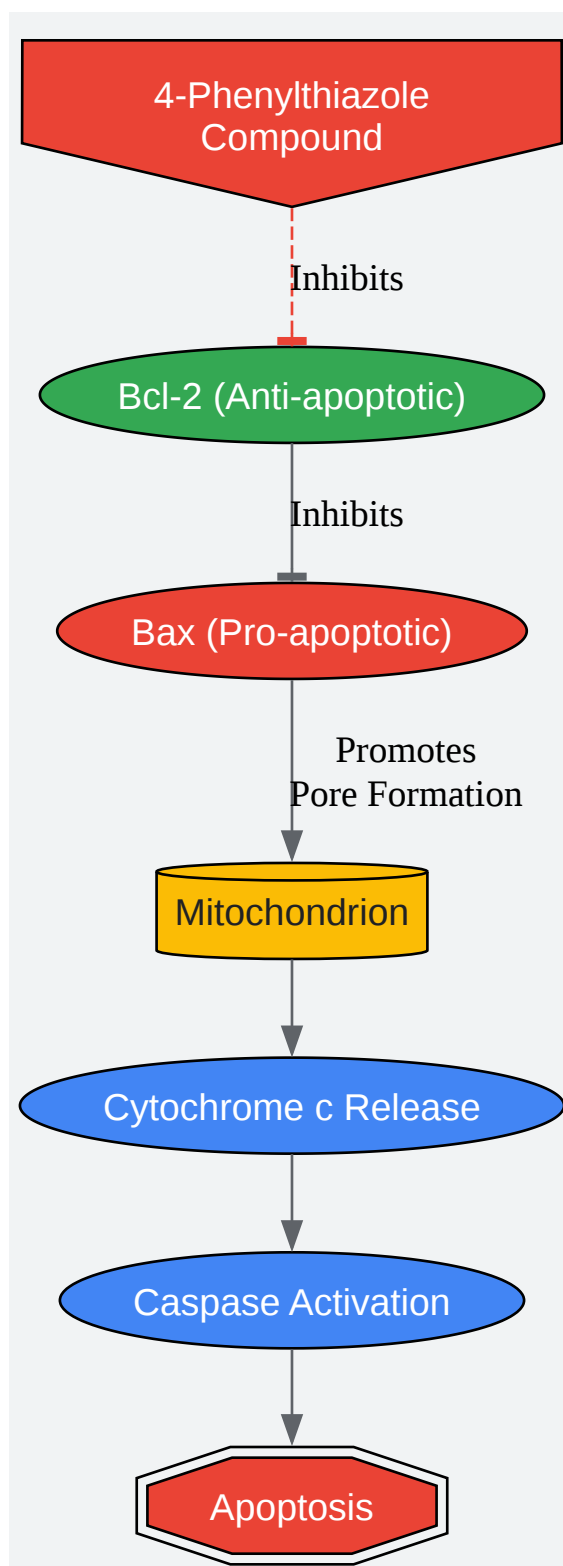 4-Phenylthiazole
Compound
Inhibits
Bcl-2 (Anti-apoptotic)
Inhibits
Bax (Pro-apoptotic)
Promotes
Pore Formation
Mitochondrion
Cytochrome c Release
Caspase Activation
Apoptosis